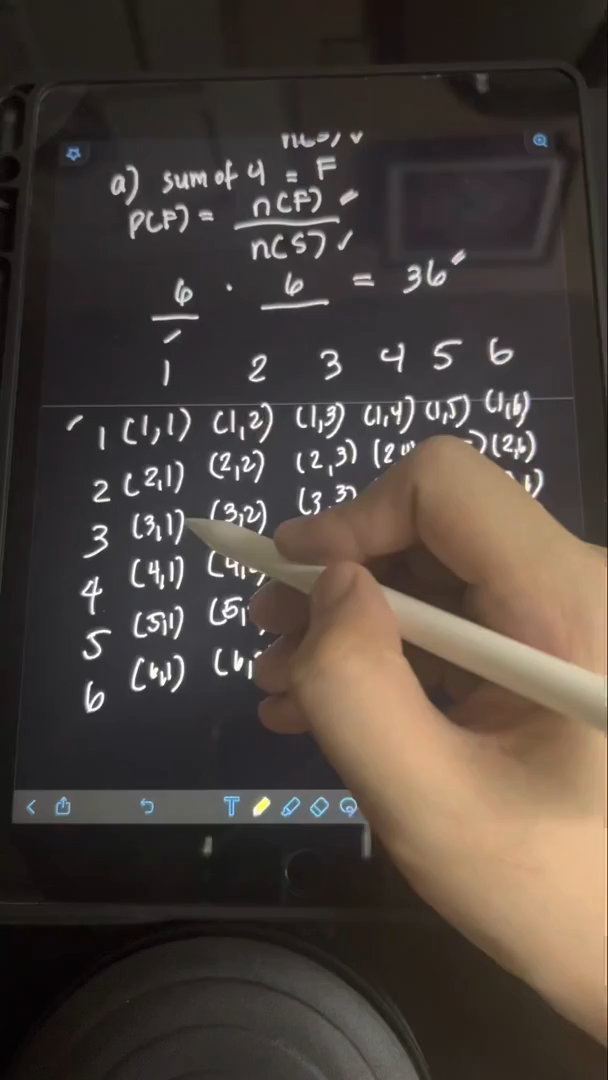 n(S)
a) sum of 4 = F
P(F) = n(F)
n(S)
6 . 6 = 36
1 2 3 4 5 6
1 (1,1) (1,2) (1,3) (1,4) (1,5) (1,6)
2 (2,1) (2,2) (2,3) (2,6)
3 (3,1) (3,2) (3,3)
4 (4,1)
5 (5,1)
6 (6,1)
T